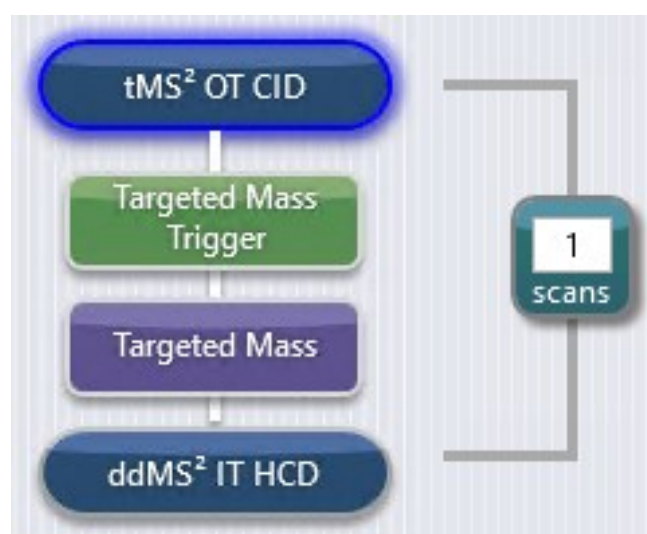 tMS² OT CID
Targeted Mass
Trigger
1
scans
Targeted Mass
ddMS² IT HCD